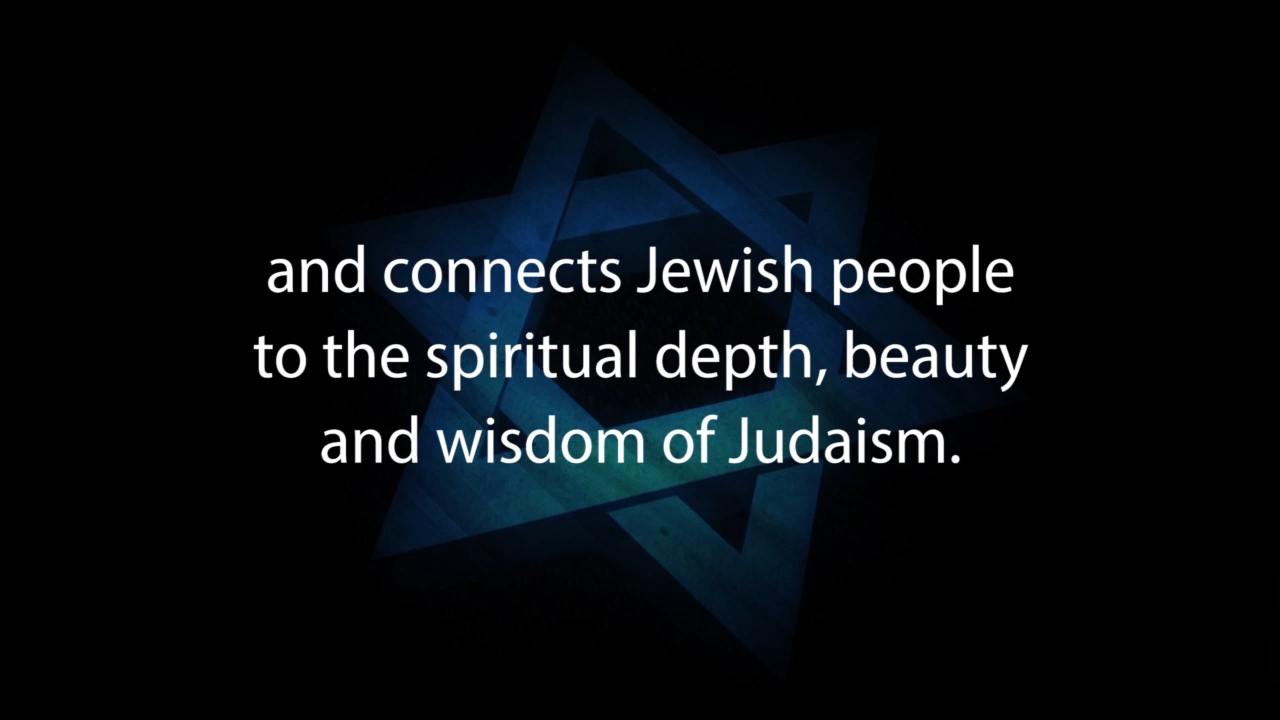 and connects Jewish people
to the spiritual depth, beauty
and wisdom of Judaism.